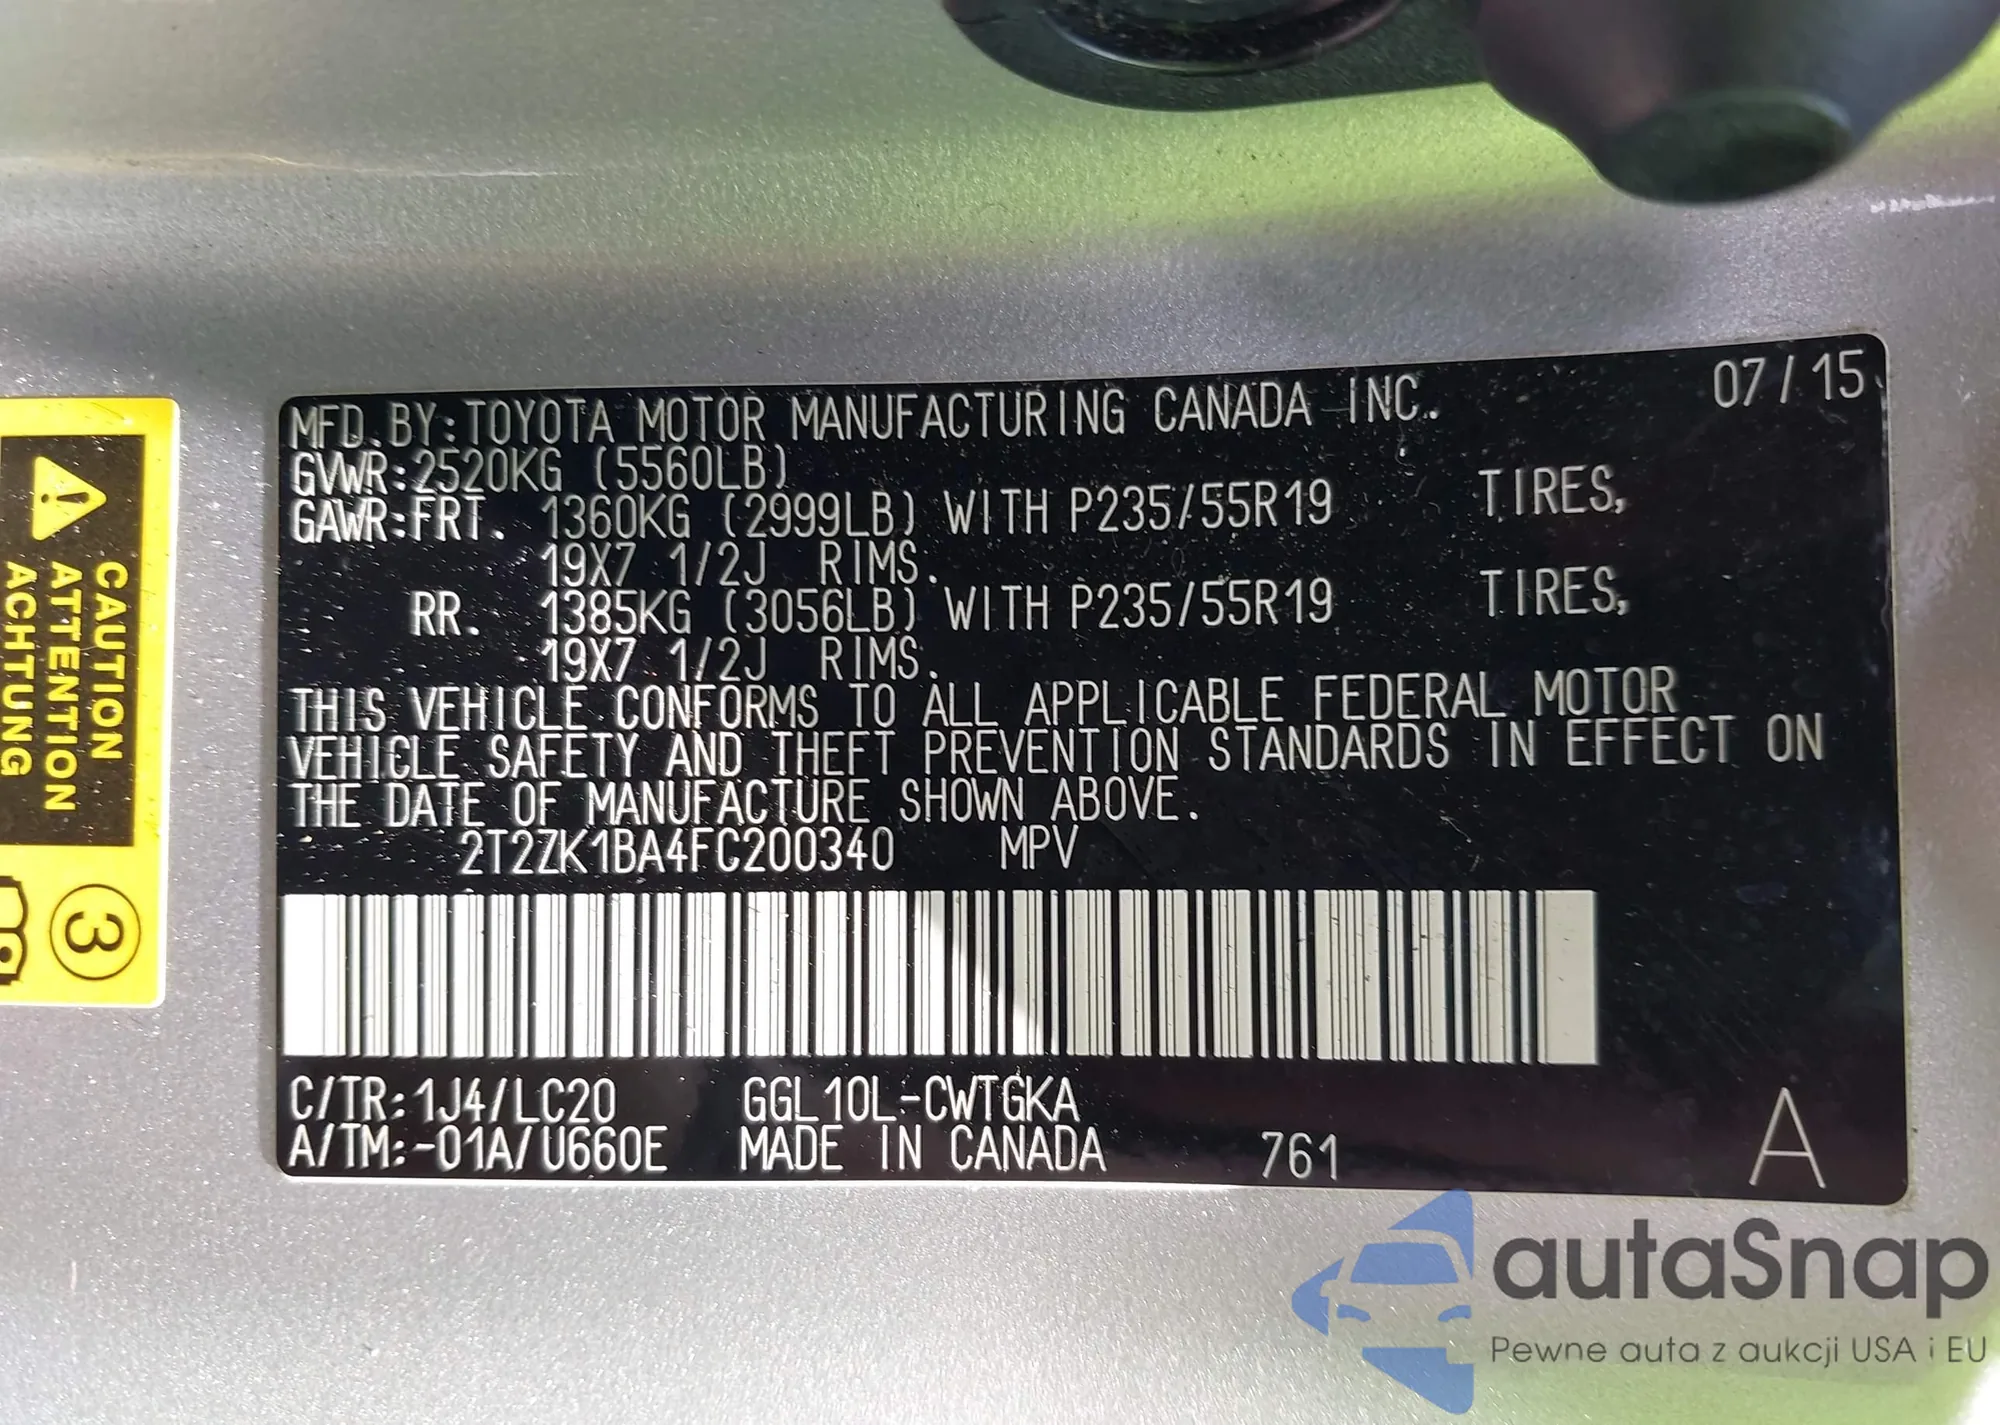 07/15
MFD. BY: TOYOTA MOTOR MANUFACTURING CANADA INC.
GVWR: 2520KG (5560LB)
GAWR: FRT. 1360KG (2999LB) WITH P235/55R19 TIRES,
19X7 1/2J RIMS.
RR. 1385KG (3056LB) WITH P235/55R19 TIRES,
19X7 1/2J RIMS.
THIS VEHICLE CONFORMS TO ALL APPLICABLE FEDERAL MOTOR
VEHICLE SAFETY AND THEFT PREVENTION STANDARDS IN EFFECT ON
THE DATE OF MANUFACTURE SHOWN ABOVE.
2T2ZK1BA4FC200340 MPV
C/TR: 1J4/LC20 GGL10L-CWTGKA
A/TM: -01A/U660E MADE IN CANADA 761 A
CAUTION
ATTENTION
ACHTUNG
3
autaSnap
Pewne auta z aukcji USA i EU